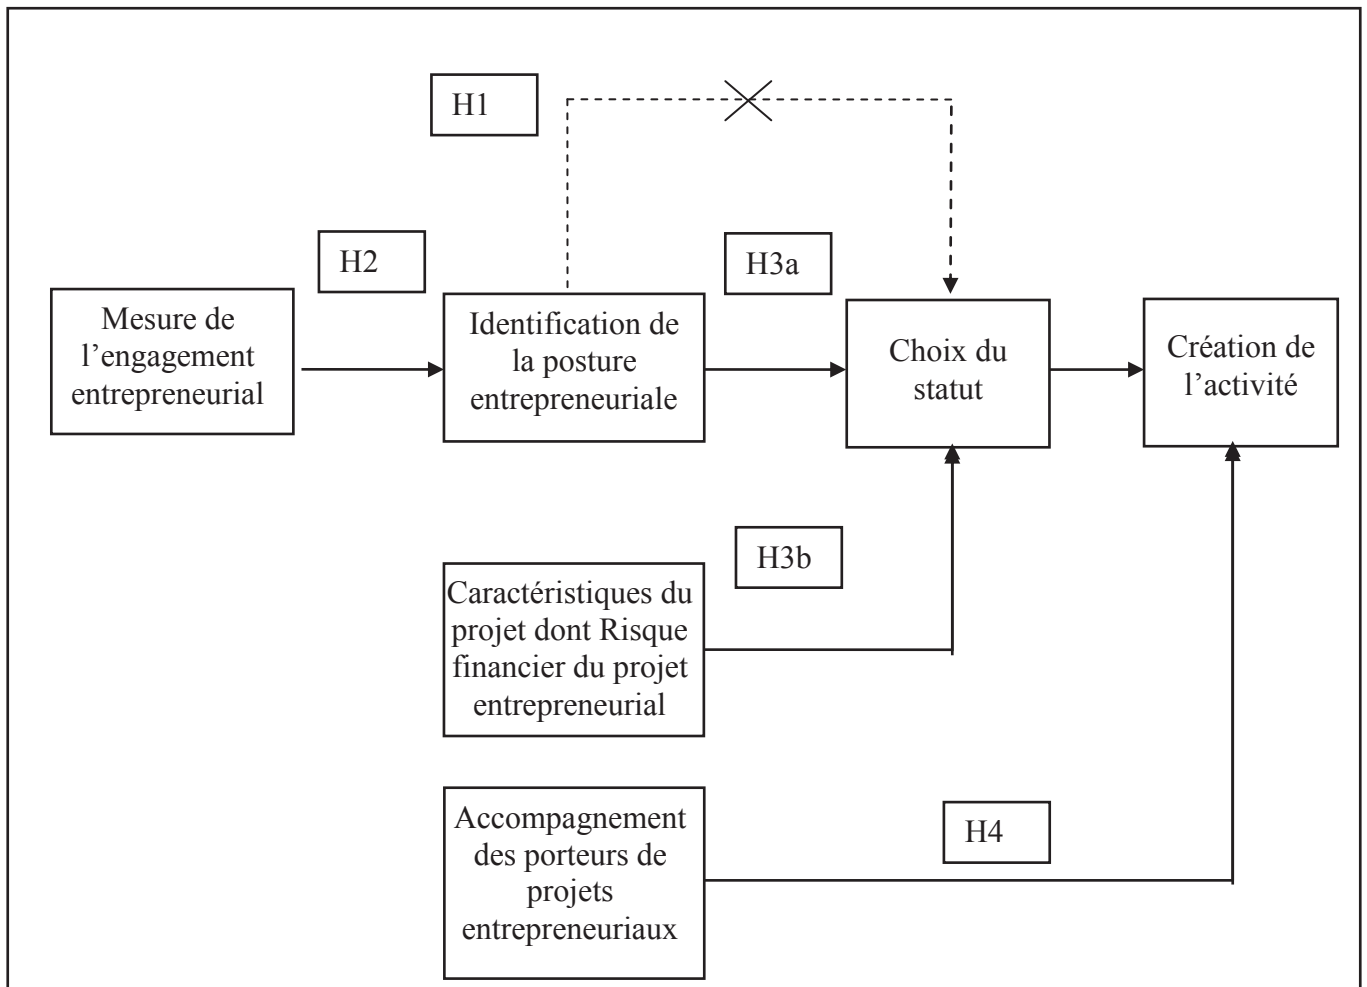 H1
H2
H3a
Mesure de
l’engagement
entrepreneurial
Identification de
la posture
entrepreneuriale
Choix du
statut
Création de
l’activité
H3b
Caractéristiques du
projet dont Risque
financier du projet
entrepreneurial
Accompagnement
des porteurs de
projets
entrepreneuriaux
H4